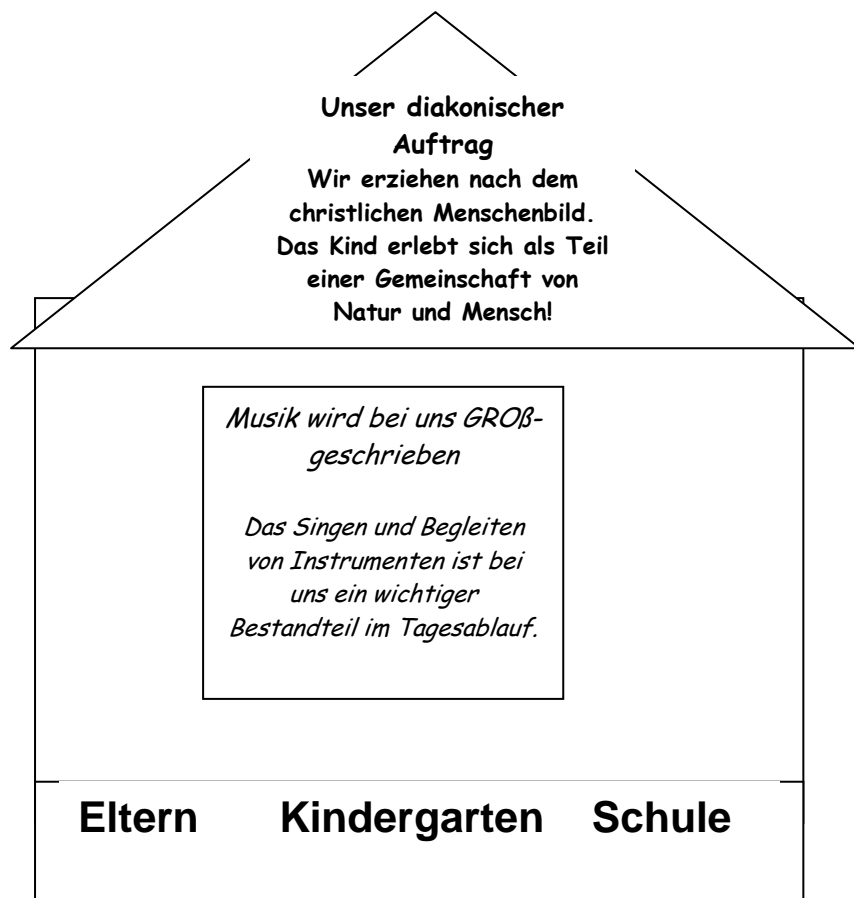 Unser diakonischer
Auftrag
Wir erziehen nach dem
christlichen Menschenbild.
Das Kind erlebt sich als Teil
einer Gemeinschaft von
Natur und Mensch!
Musik wird bei uns GROß-
geschrieben
Das Singen und Begleiten
von Instrumenten ist bei
uns ein wichtiger
Bestandteil im Tagesablauf.
Eltern Kindergarten Schule